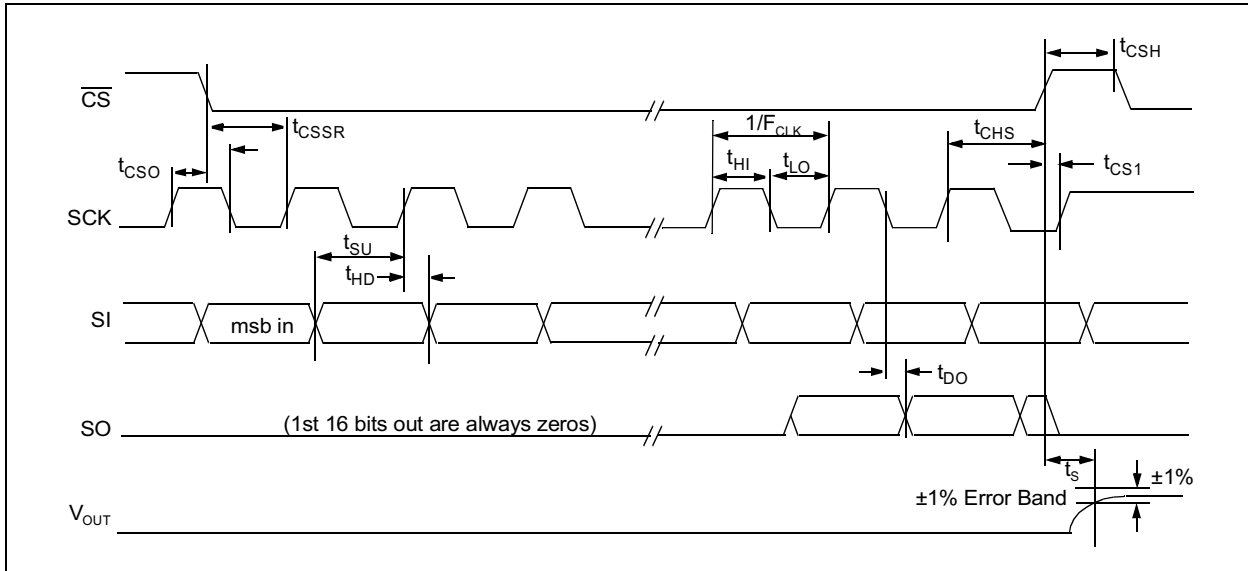 tCSH
CS
tCSSR
1/FCLK
tCHS
tCSO
tHI
tLO
tCS1
SCK
tSU
tHD
SI
msb in
tDO
SO
(1st 16 bits out are always zeros)
tS
±1%
±1% Error Band
VOUT